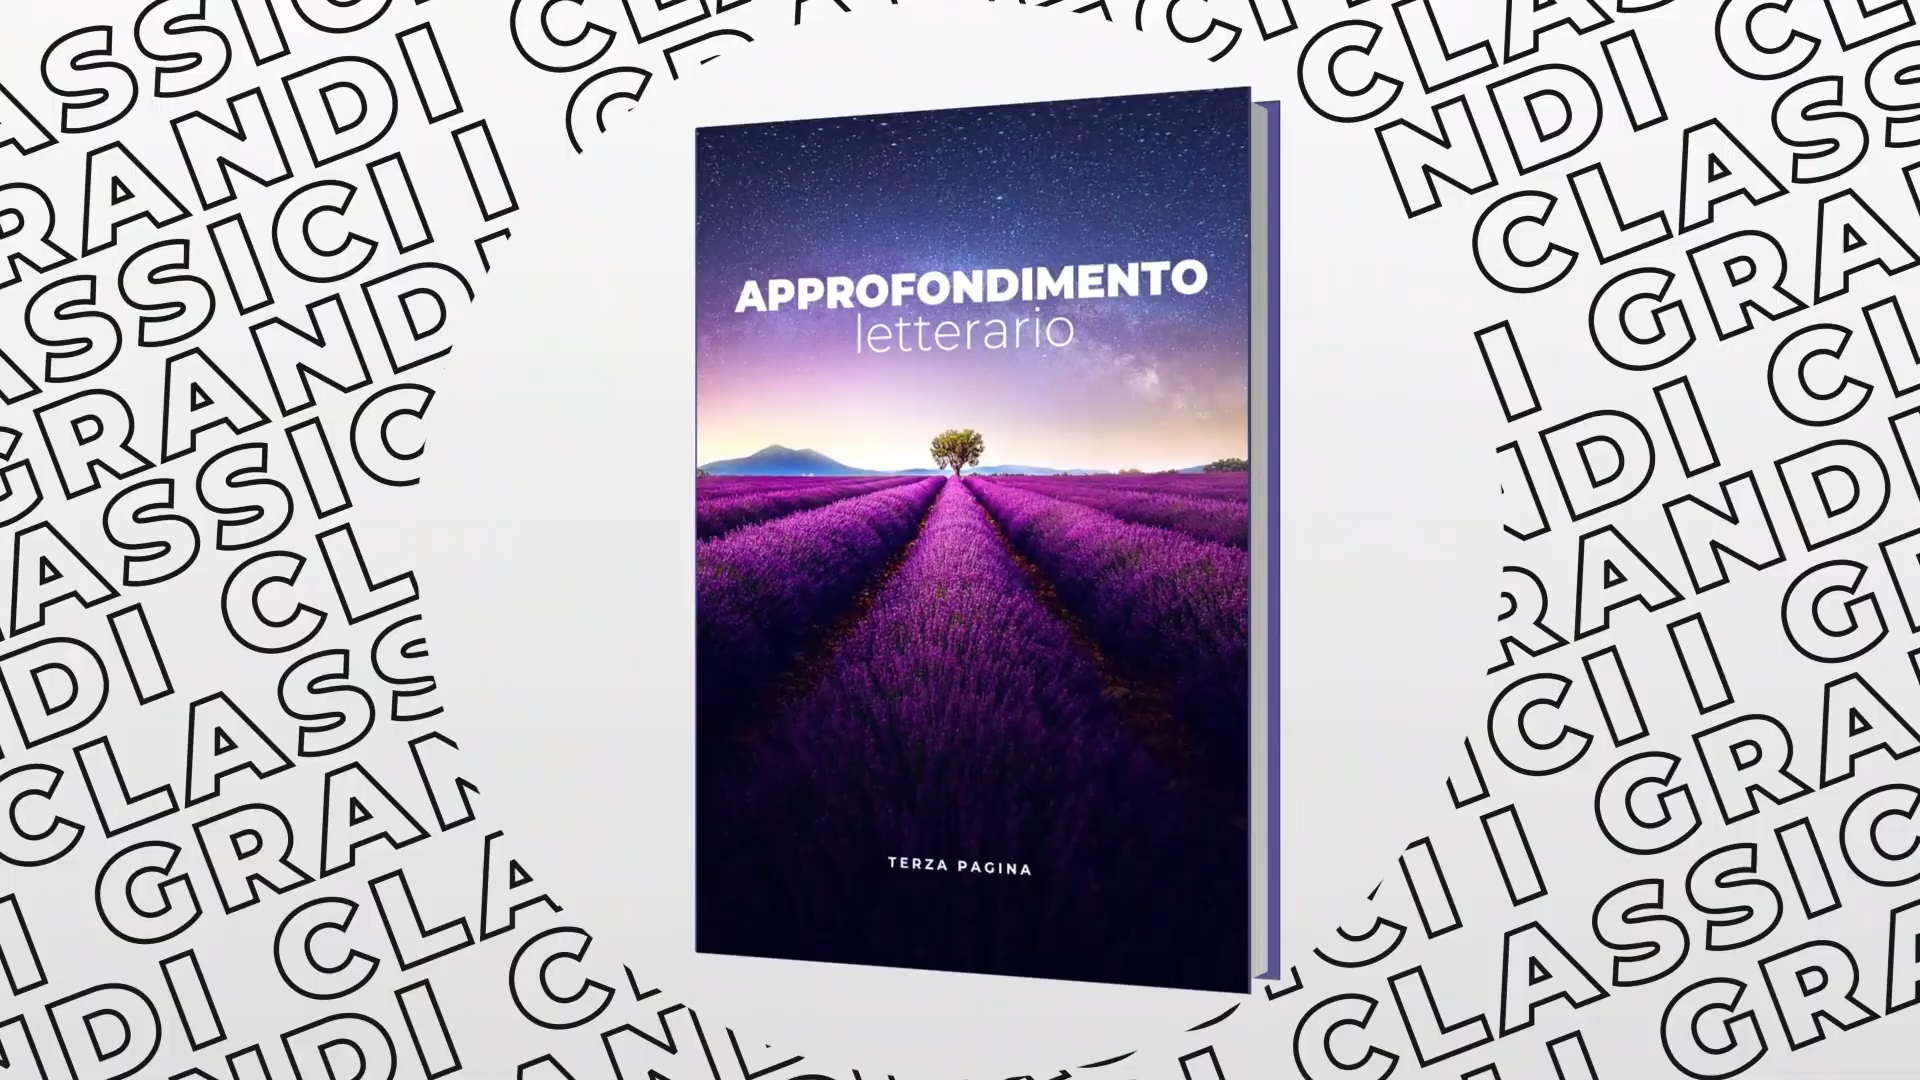 APPROFONDIMENTO
letterario
TERZA PAGINA
I GRANDI CLASSICI